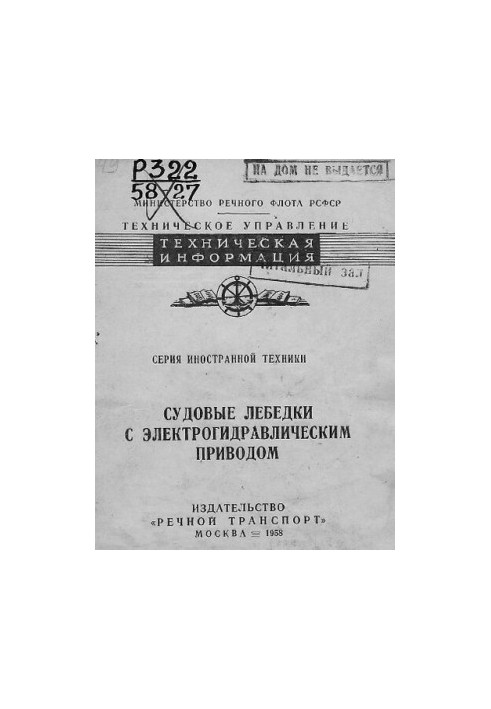 Р322
58-27
НА ДОМ НЕ ВЫДАЕТСЯ
МИНИСТЕРСТВО РЕЧНОГО ФЛОТА РСФСР
ТЕХНИЧЕСКОЕ УПРАВЛЕНИЕ
ТЕХНИЧЕСКАЯ
ИНФОРМАЦИЯ
ЧИТАЛЬНЫЙ ЗАЛ
СЕРИЯ ИНОСТРАННОЙ ТЕХНИКИ
СУДОВЫЕ ЛЕБЕДКИ
С ЭЛЕКТРОГИДРАВЛИЧЕСКИМ
ПРИВОДОМ
ИЗДАТЕЛЬСТВО
«РЕЧНОЙ ТРАНСПОРТ»
МОСКВА = 1958